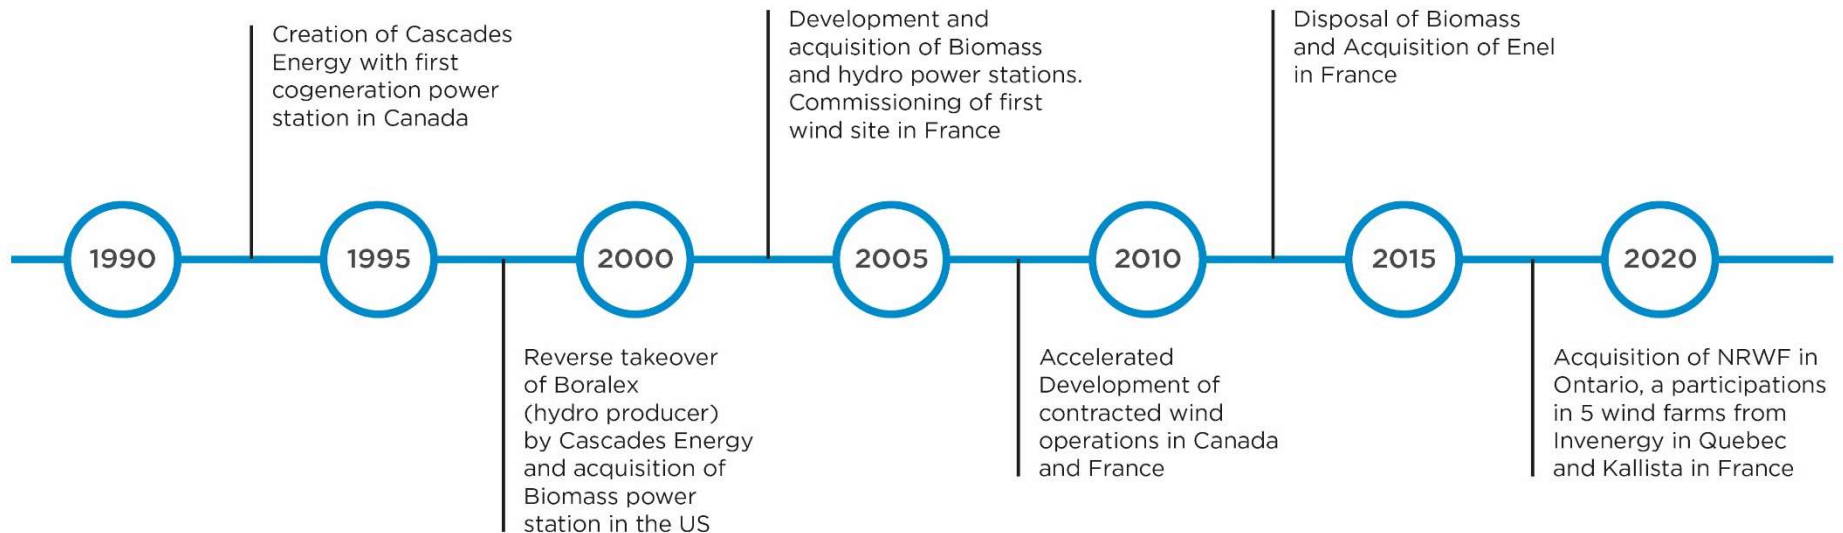 Creation of Cascades
Energy with first
cogeneration power
station in Canada
Development and
acquisition of Biomass
and hydro power stations.
Commissioning of first
wind site in France
Disposal of Biomass
and Acquisition of Enel
in France
1990
1995
2000
2005
2010
2015
2020
Reverse takeover
of Boralex
(hydro producer)
by Cascades Energy
and acquisition of
Biomass power
station in the US
Accelerated
Development of
contracted wind
operations in Canada
and France
Acquisition of NRWF in
Ontario, a participations
in 5 wind farms from
Invenergy in Quebec
and Kallista in France